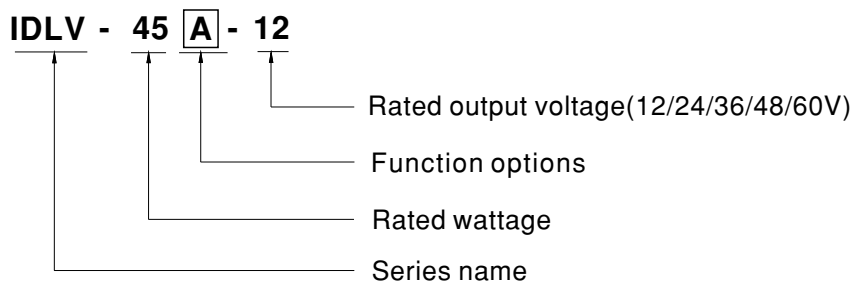 IDLV - 45 A - 12
Rated output voltage(12/24/36/48/60V)
Function options
Rated wattage
Series name